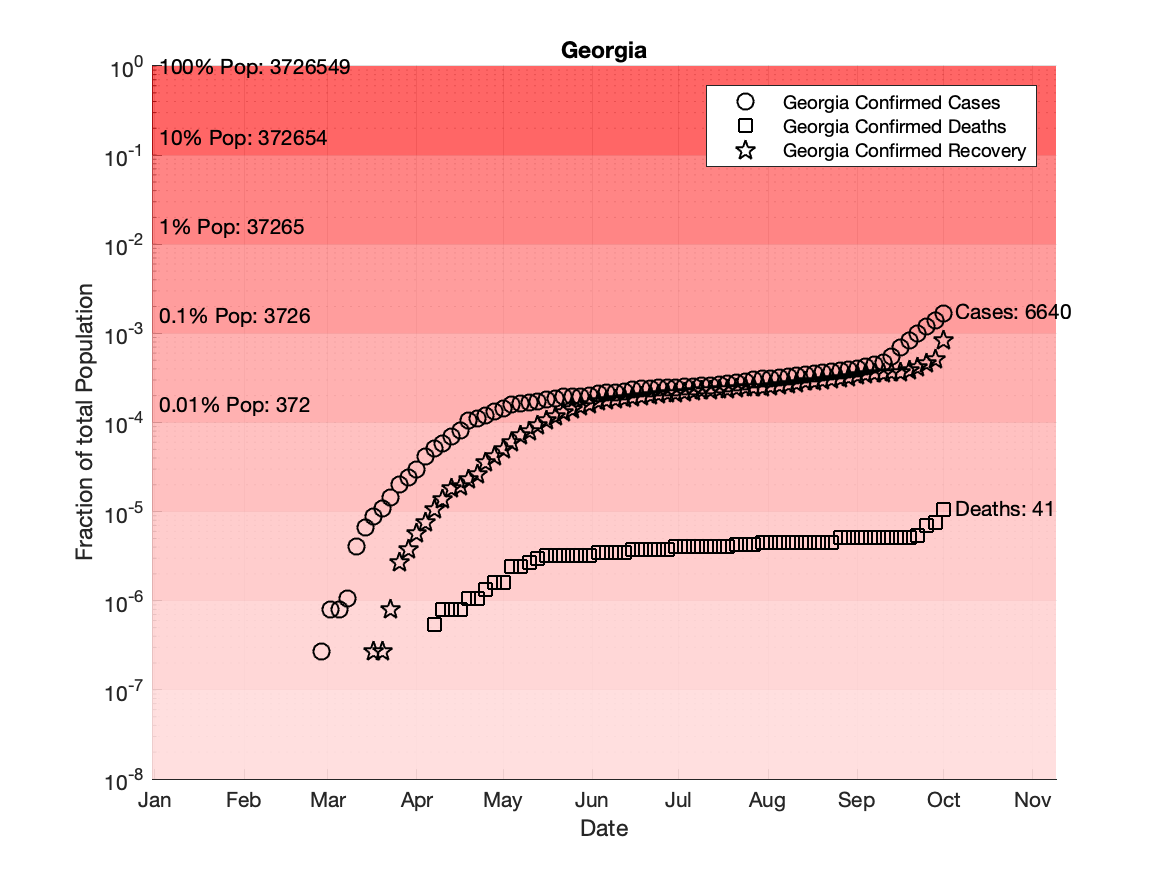 Georgia
10^0
100% Pop: 3726549
Georgia Confirmed Cases
Georgia Confirmed Deaths
Georgia Confirmed Recovery
10% Pop: 372654
10^-1
1% Pop: 37265
10^-2
0.1% Pop: 3726
Cases: 6640
10^-3
0.01% Pop: 372
10^-4
Deaths: 41
10^-5
10^-6
10^-7
10^-8
Fraction of total Population
Jan Feb Mar Apr May Jun Jul Aug Sep Oct Nov
Date